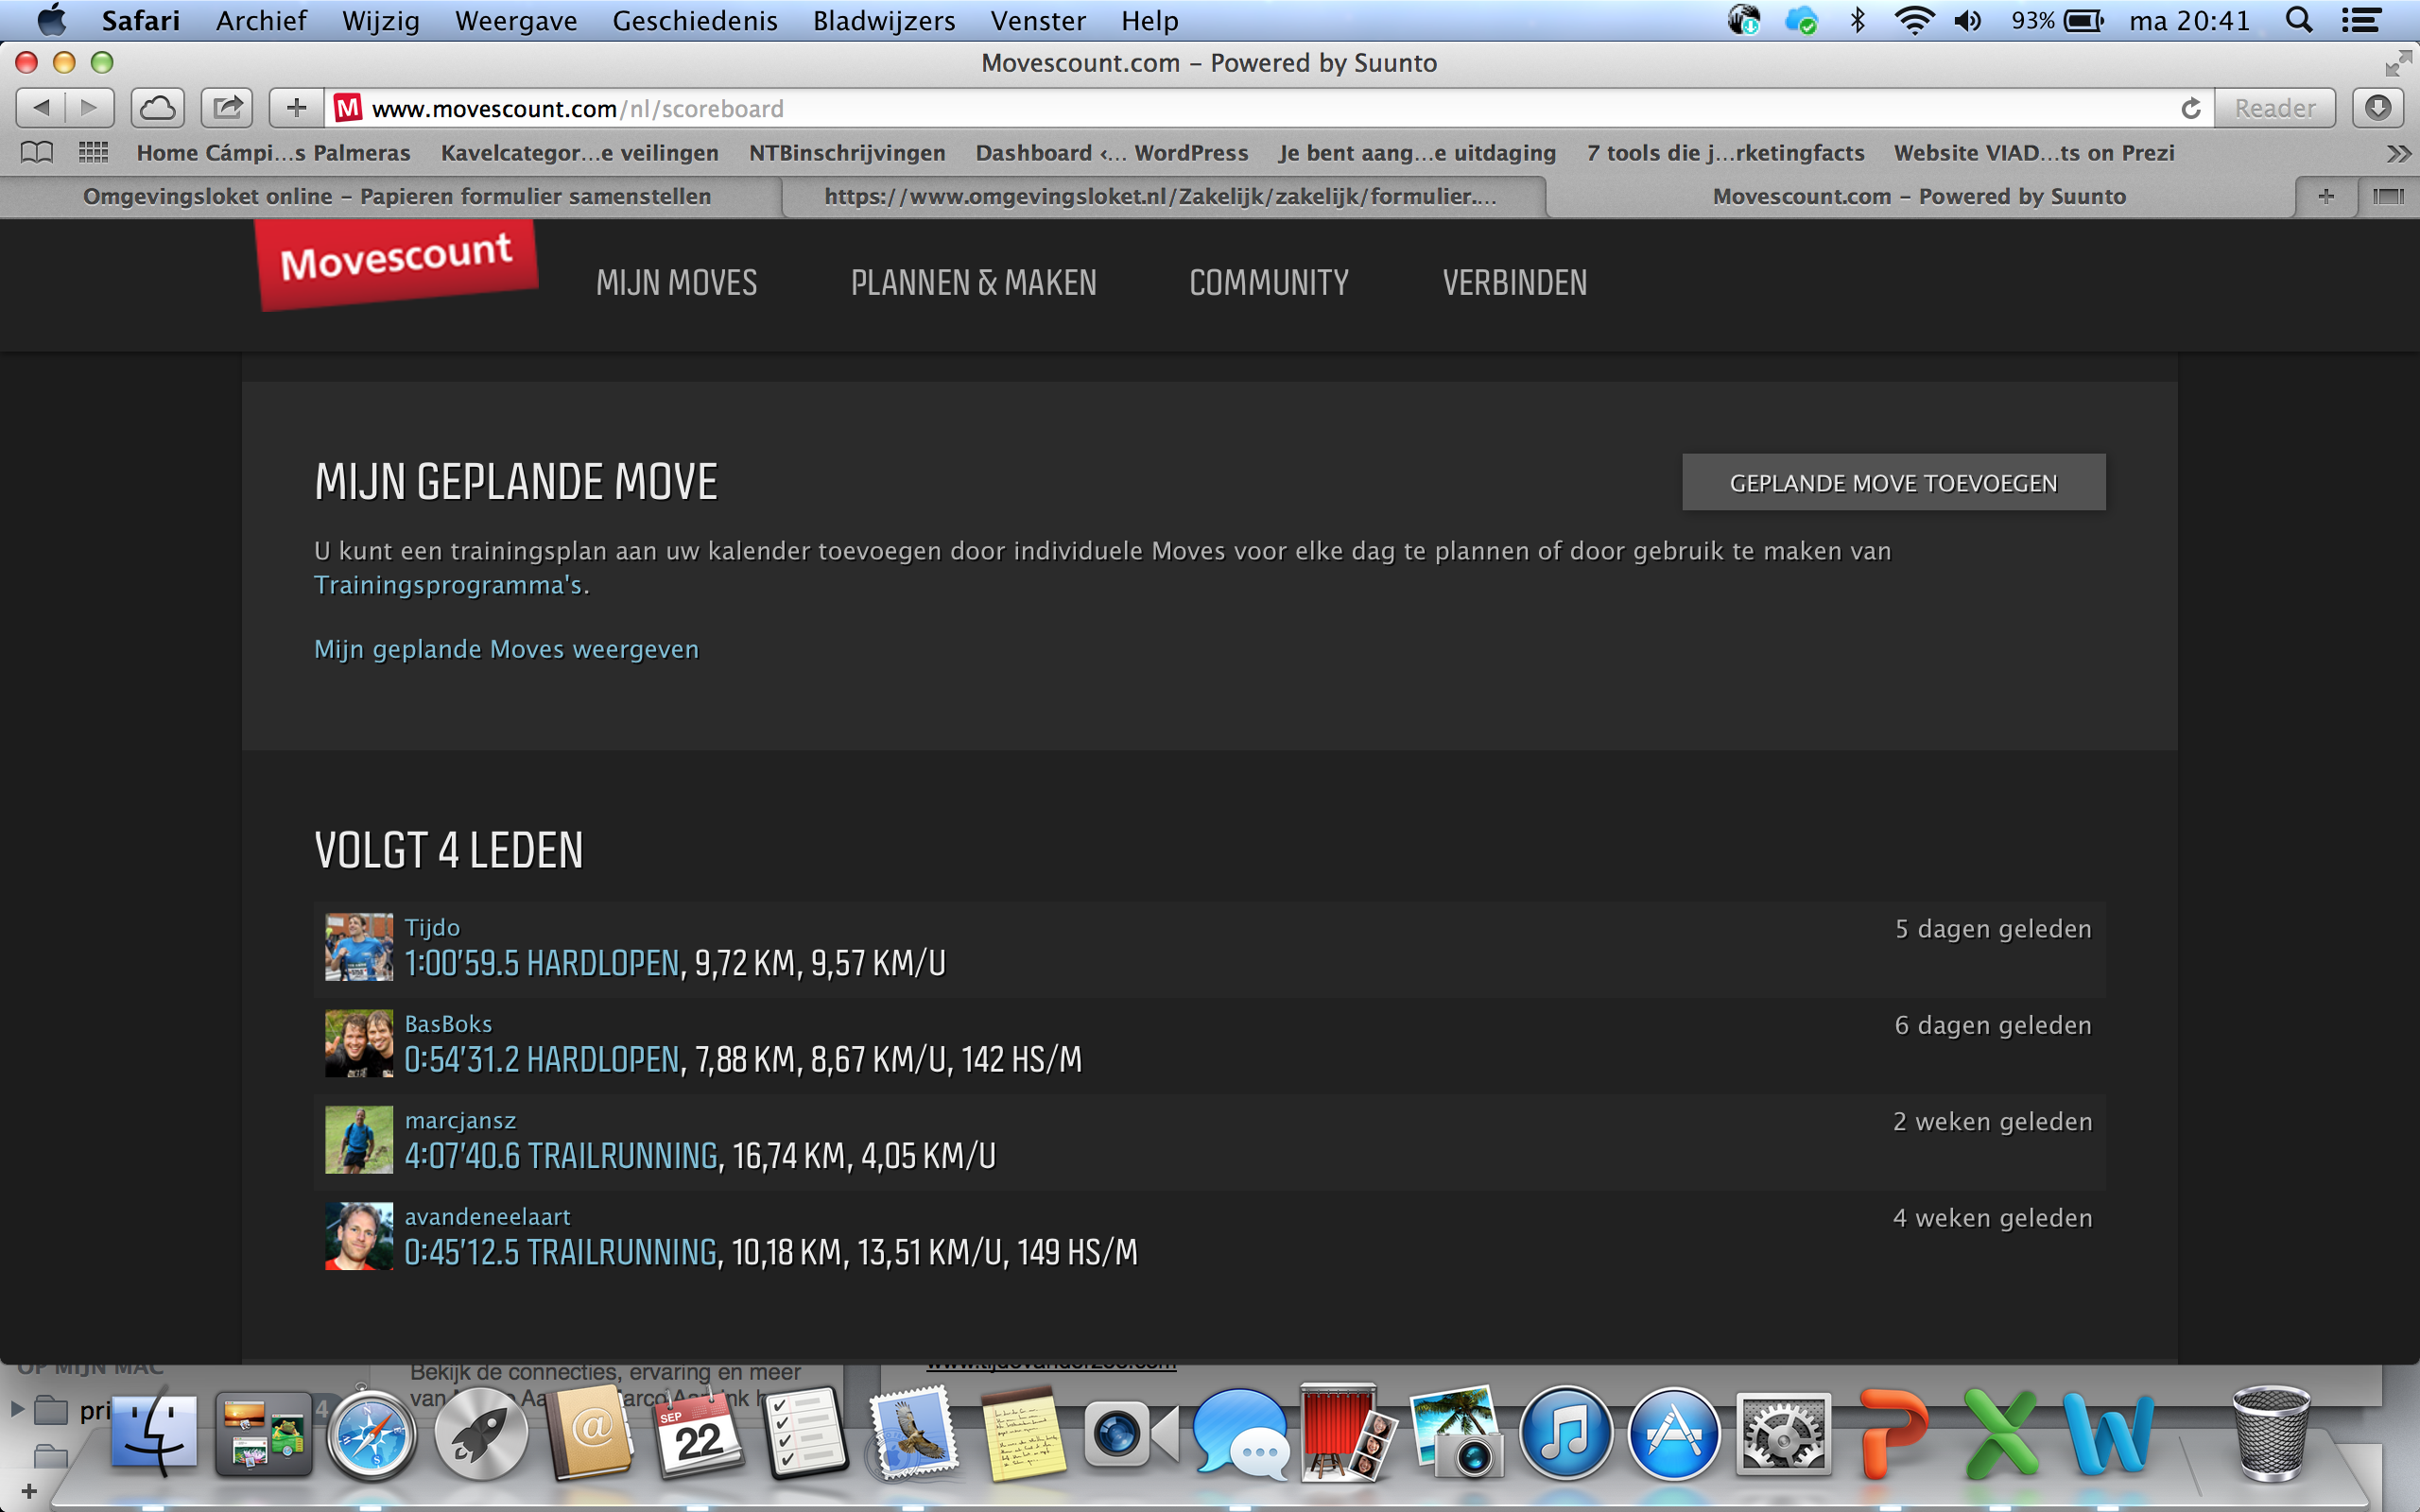 Safari Archief Wijzig Weergave Geschiedenis Bladwijzers Venster Help 93% ma 20:41
Movescount.com – Powered by Suunto
M www.movescount.com/nl/scoreboard Reader
Home Cámpi...s Palmeras Kavelcategor...e veilingen NTBinschrijvingen Dashboard ‹... WordPress Je bent aang...e uitdaging 7 tools die j...rketingfacts Website VIAD...ts on Prezi
Omgevingsloket online – Papieren formulier samenstellen https://www.omgevingsloket.nl/Zakelijk/zakelijk/formulier.... Movescount.com – Powered by Suunto
Movescount MIJN MOVES PLANNEN & MAKEN COMMUNITY VERBINDEN
MIJN GEPLANDE MOVE GEPLANDE MOVE TOEVOEGEN
U kunt een trainingsplan aan uw kalender toevoegen door individuele Moves voor elke dag te plannen of door gebruik te maken van
Trainingsprogramma's.
Mijn geplande Moves weergeven
VOLGT 4 LEDEN
Tijdo 5 dagen geleden
1:00'59.5 HARDLOPEN, 9,72 KM, 9,57 KM/U
BasBoks 6 dagen geleden
0:54'31.2 HARDLOPEN, 7,88 KM, 8,67 KM/U, 142 HS/M
marcjansz 2 weken geleden
4:07'40.6 TRAILRUNNING, 16,74 KM, 4,05 KM/U
avandeneelaart 4 weken geleden
0:45'12.5 TRAILRUNNING, 10,18 KM, 13,51 KM/U, 149 HS/M
OP MIJN MAC
Bekijk de connecties, ervaring en meer
www.tijdovanderzee.com
van
pri 4
SEP
22